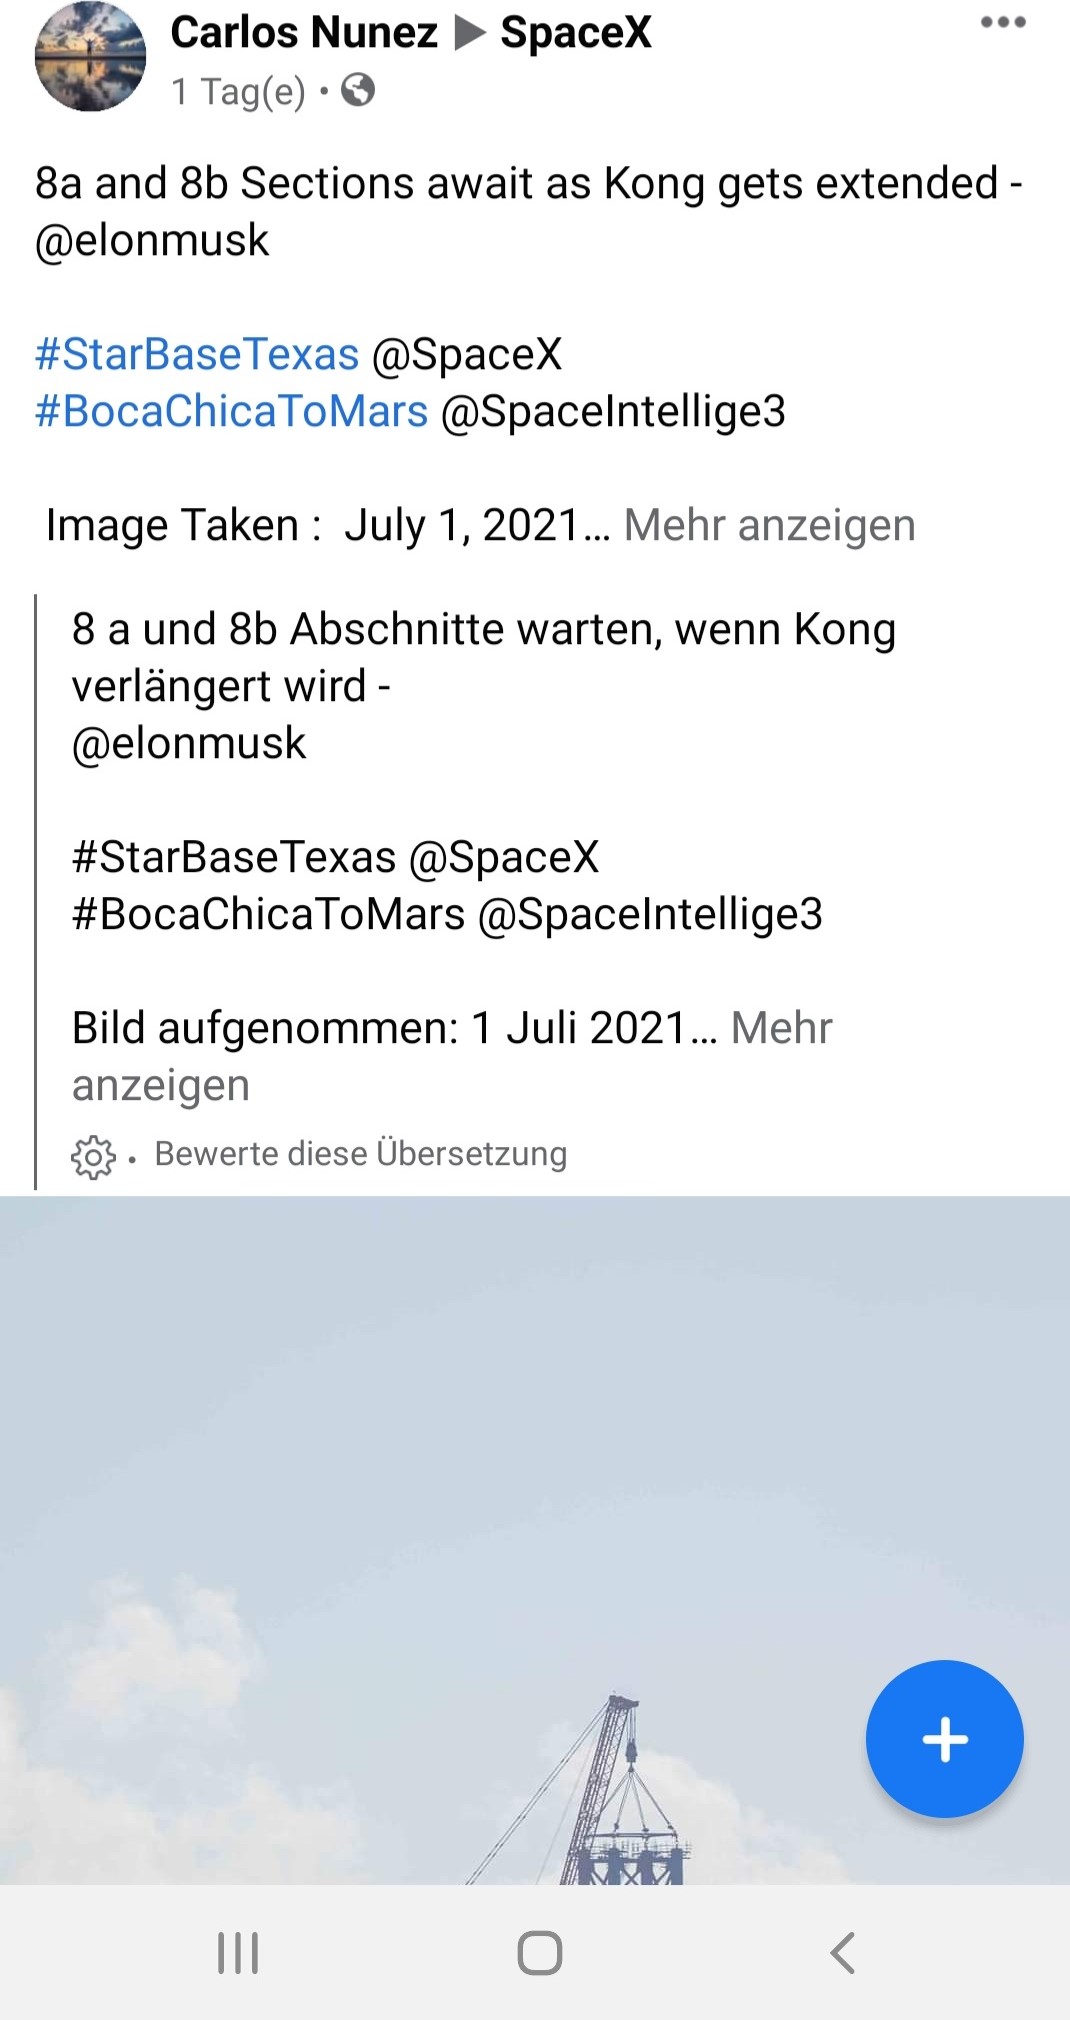 Carlos Nunez ▶ SpaceX
1 Tag(e) •
8a and 8b Sections await as Kong gets extended -
@elonmusk
#StarBaseTexas @SpaceX
#BocaChicaToMars @SpaceIntellige3
Image Taken : July 1, 2021... Mehr anzeigen
8 a und 8b Abschnitte warten, wenn Kong
verlängert wird -
@elonmusk
#StarBaseTexas @SpaceX
#BocaChicaToMars @SpaceIntellige3
Bild aufgenommen: 1 Juli 2021... Mehr
anzeigen
• Bewerte diese Übersetzung